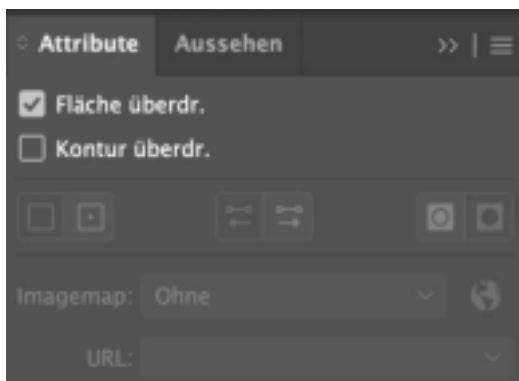 Attribute Aussehen
Fläche überdr.
Kontur überdr.
Imagemap: Ohne
URL: